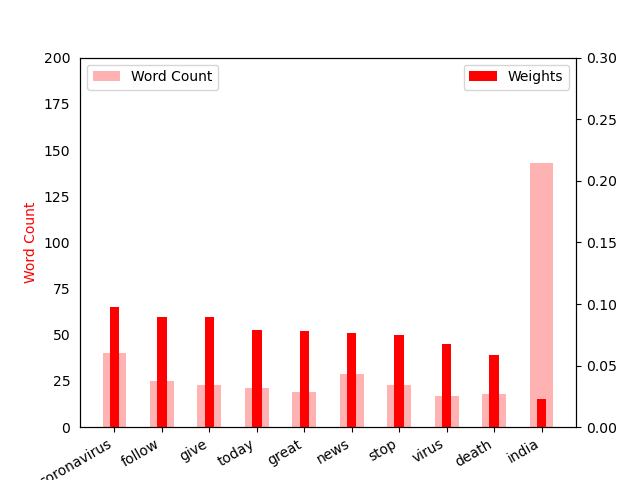 200
175
150
125
100
75
50
25
0
Word Count
Word Count
Weights
0.30
0.25
0.20
0.15
0.10
0.05
0.00
coronavirus
follow
give
today
great
news
stop
virus
death
india